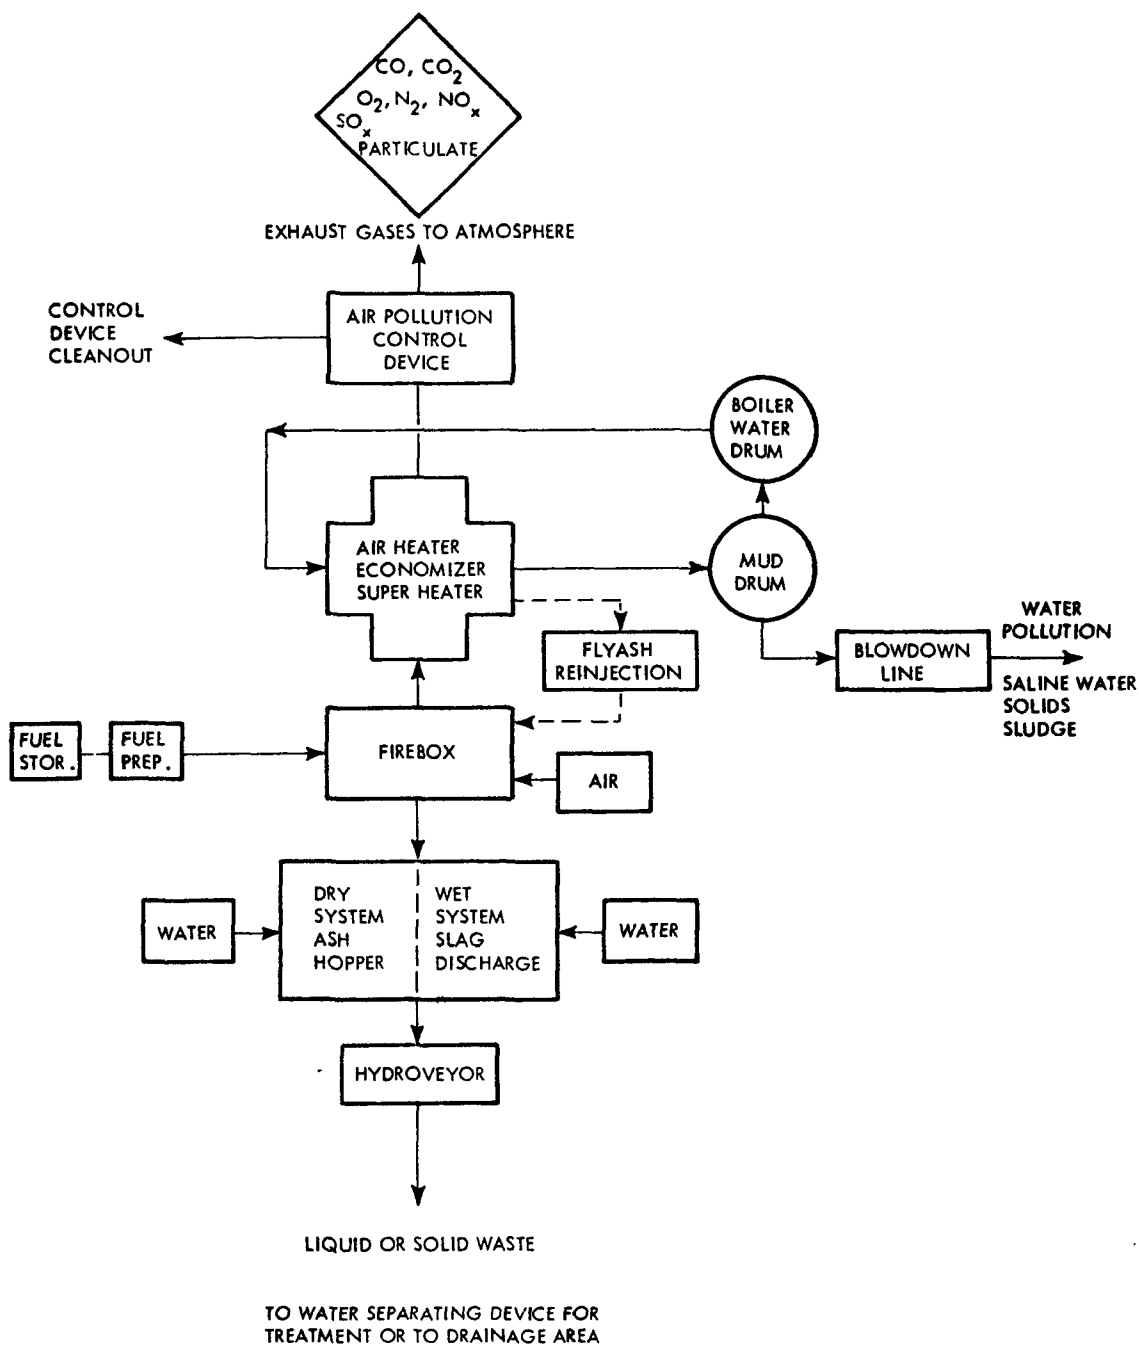 CO, CO2
O2, N2, NOx
SOx
PARTICULATE
EXHAUST GASES TO ATMOSPHERE
CONTROL
DEVICE
CLEANOUT
AIR POLLUTION
CONTROL
DEVICE
BOILER
WATER
DRUM
AIR HEATER
ECONOMIZER
SUPER HEATER
MUD
DRUM
FLYASH
REINJECTION
BLOWDOWN
LINE
WATER
POLLUTION
SALINE WATER
SOLIDS
SLUDGE
FUEL
STOR.
FUEL
PREP.
FIREBOX
AIR
WATER
DRY
SYSTEM
ASH
HOPPER
WET
SYSTEM
SLAG
DISCHARGE
WATER
HYDROVEYOR
LIQUID OR SOLID WASTE
TO WATER SEPARATING DEVICE FOR
TREATMENT OR TO DRAINAGE AREA